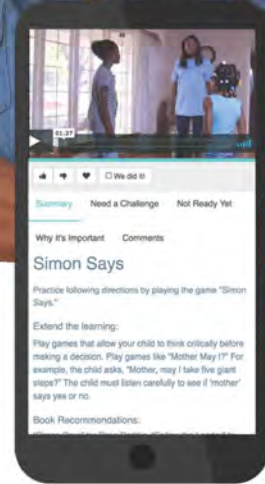 01:27
We did it!
Summary Need a Challenge Not Ready Yet
Why It's Important Comments
Simon Says
Practice following directions by playing the game "Simon
Says."
Extend the learning:
Play games that allow your child to think critically before
making a decision. Play games like "Mother May I?" For
example, the child asks, "Mother, may I take five giant
steps?" The child must listen carefully to see if 'mother'
says yes or no.
Book Recommendations: